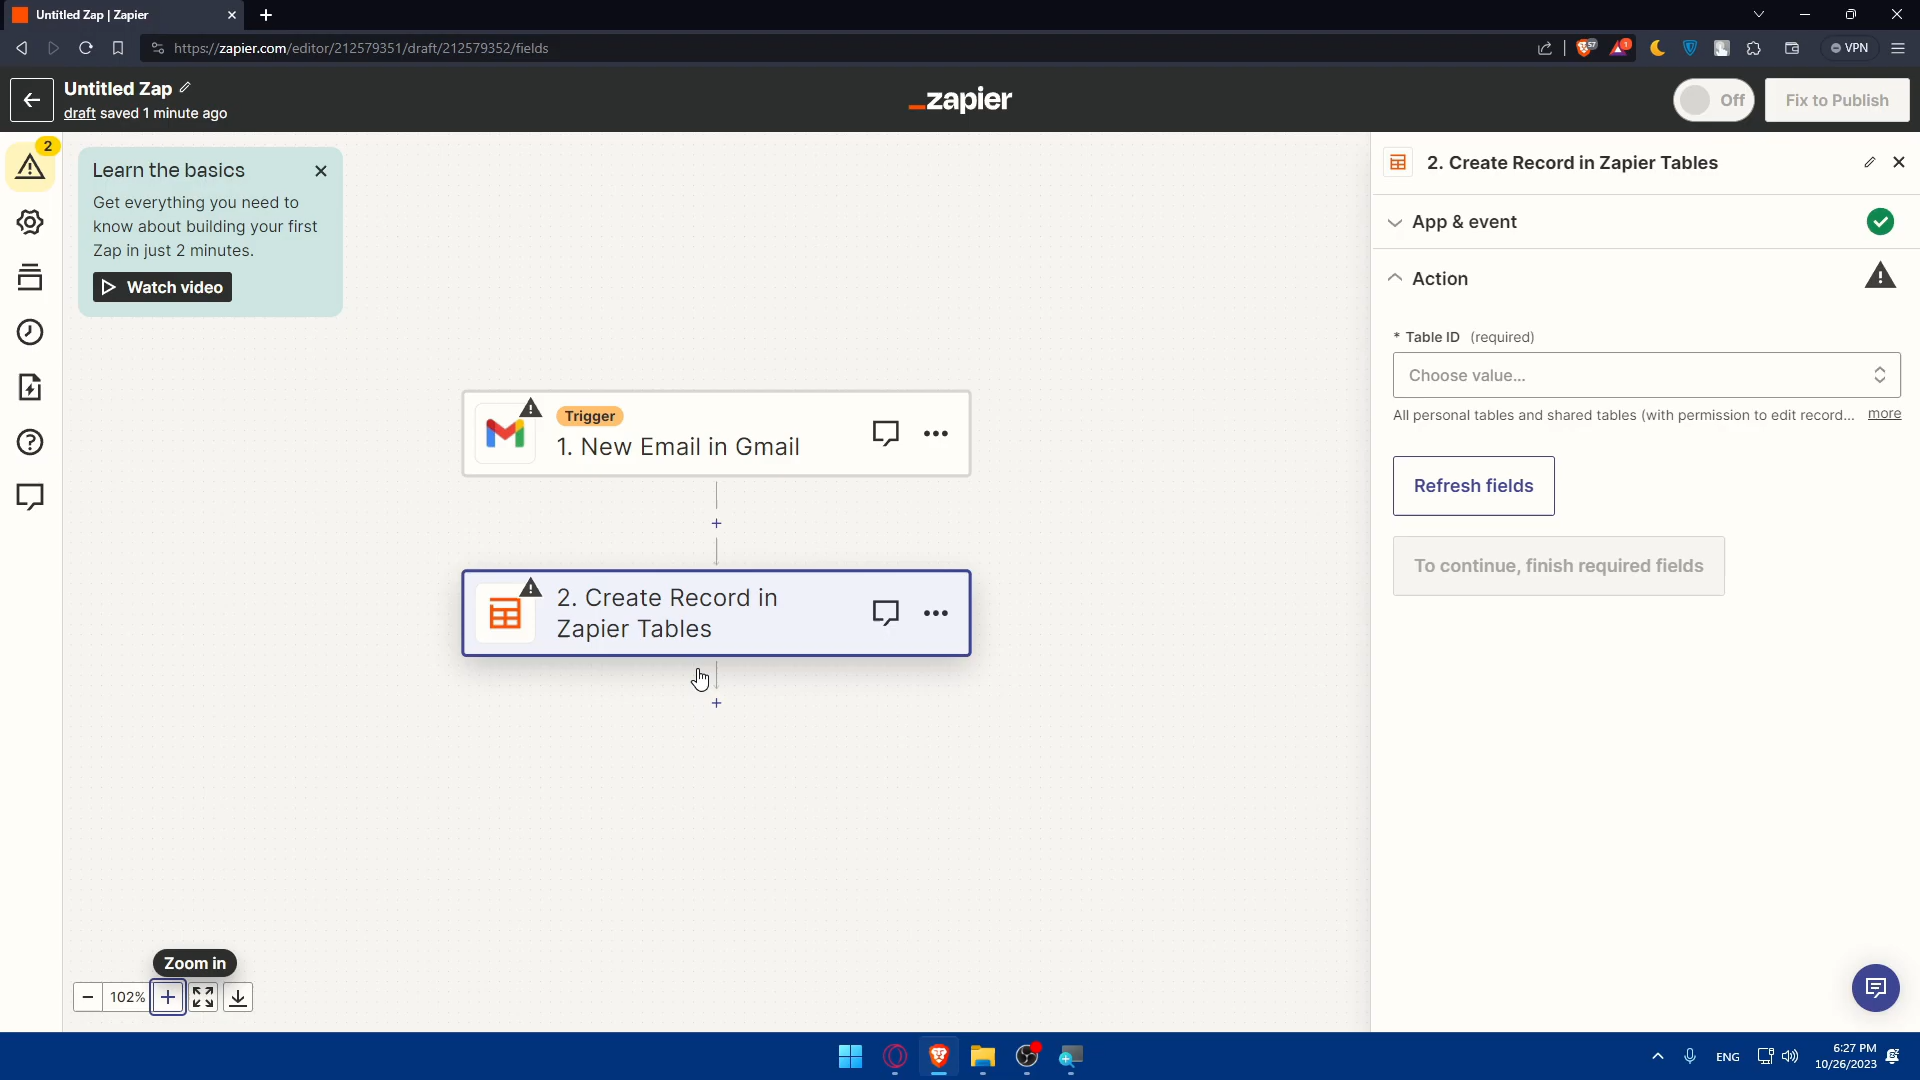 Untitled Zap | Zapier
https://zapier.com/editor/212579351/draft/212579352/fields
57
1
VPN
Untitled Zap
draft saved 1 minute ago
_zapier
Off
Fix to Publish
2
Learn the basics
Get everything you need to
know about building your first
Zap in just 2 minutes.
Watch video
Trigger
1. New Email in Gmail
2. Create Record in
Zapier Tables
2. Create Record in Zapier Tables
App & event
Action
* Table ID (required)
Choose value...
All personal tables and shared tables (with permission to edit record... more
Refresh fields
To continue, finish required fields
Zoom in
102%
ENG
6:27 PM
10/26/2023